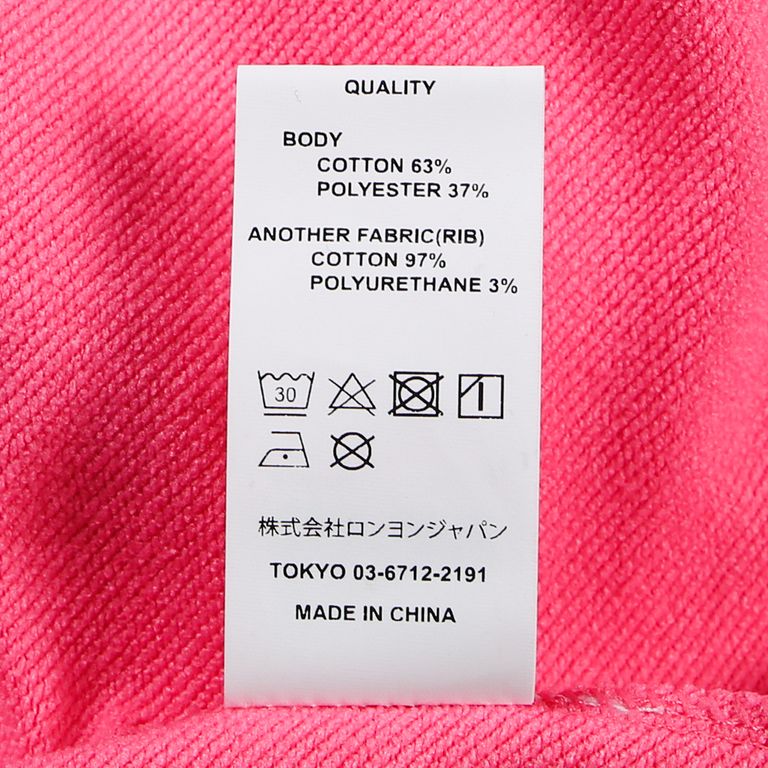 QUALITY
BODY
COTTON 63%
POLYESTER 37%
ANOTHER FABRIC(RIB)
COTTON 97%
POLYURETHANE 3%
30
株式会社ロンヨンジャパン
TOKYO 03-6712-2191
MADE IN CHINA